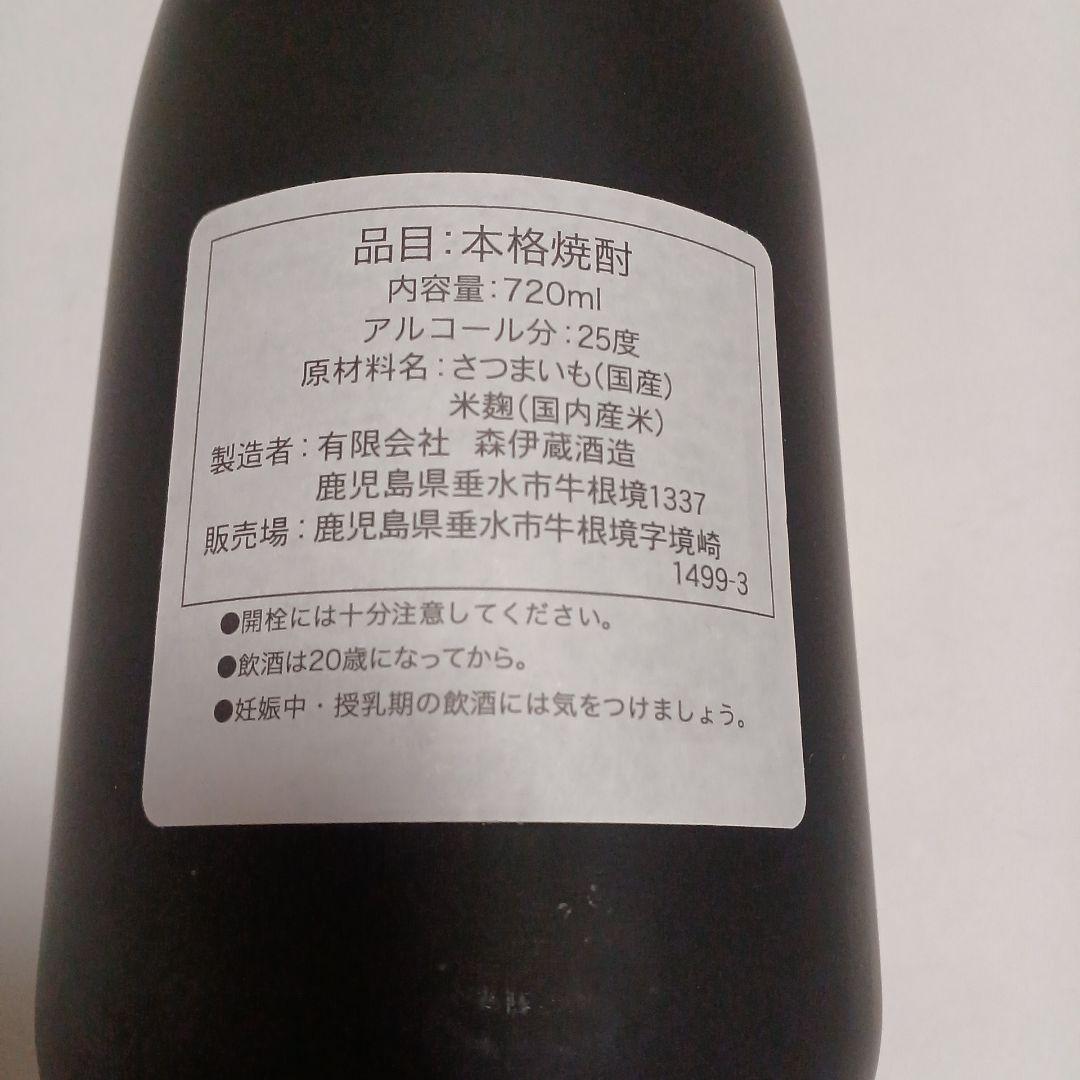 品目：本格焼酎
内容量：720ml
アルコール分：25度
原材料名：さつまいも（国産）
米麹（国内産米）
製造者：有限会社　森伊蔵酒造
鹿児島県垂水市牛根境1337
販売場：鹿児島県垂水市牛根境字境崎
1499-3
●開栓には十分注意してください。
●飲酒は20歳になってから。
●妊娠中・授乳期の飲酒には気をつけましょう。